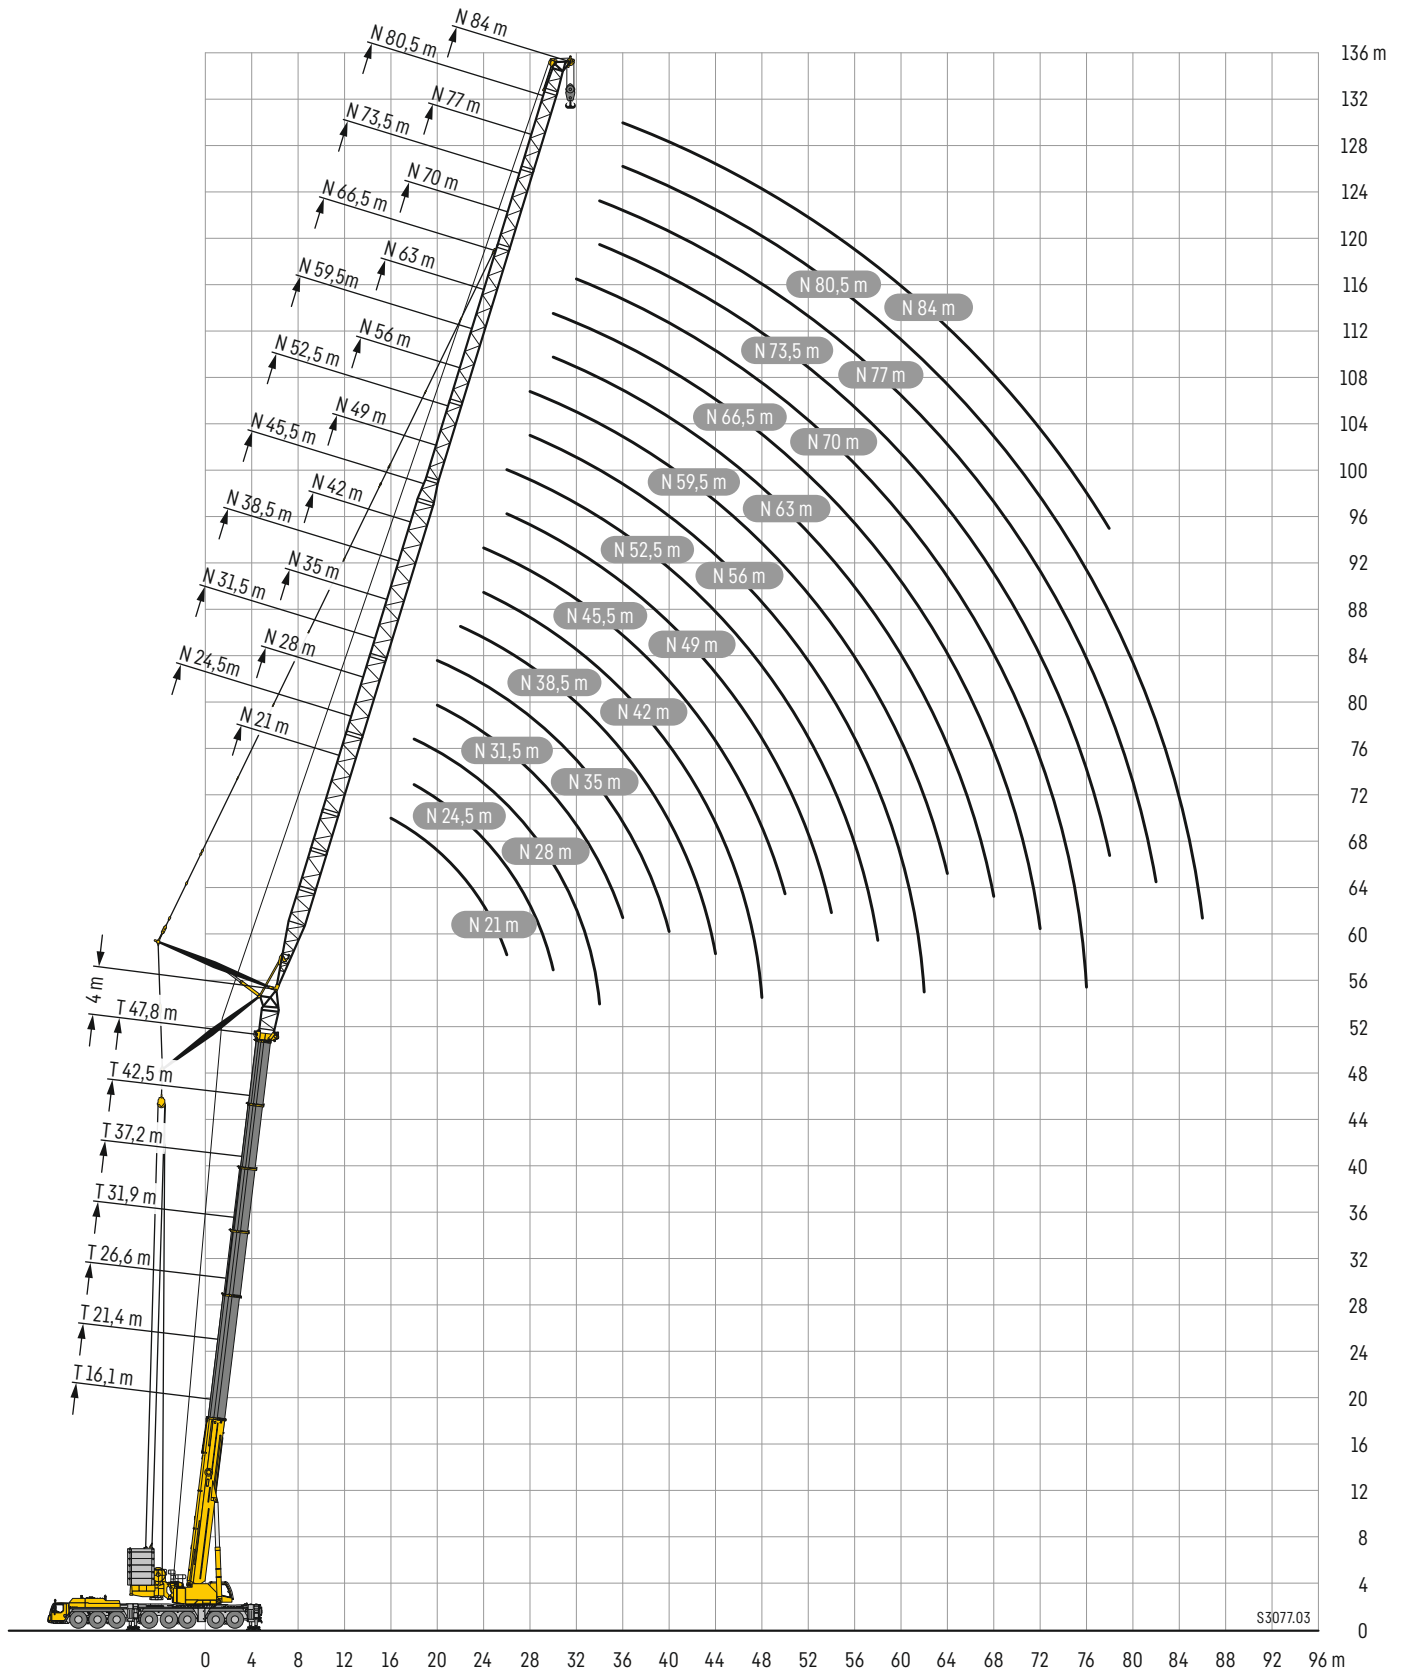 N 84 m
N 80,5 m
136 m
132
N 77 m
N 73,5 m
128
124
N 70 m
N 66,5 m
120
N 63 m
N 59,5m
116
N 80,5 m
N 84 m
112
N 56 m
N 52,5 m
N 73,5 m
108
N 77 m
104
N 49 m
N 45,5 m
N 66,5 m
N 70 m
100
N 42 m
N 38,5 m
N 59,5 m
96
N 63 m
92
N 35 m
N 31,5 m
N 52,5 m
N 56 m
88
N 45,5 m
N 28 m
N 24,5m
N 49 m
84
N 38,5 m
80
N 21 m
N 42 m
76
N 31,5 m
N 35 m
72
N 24,5 m
68
N 28 m
64
N 21 m
60
56
4 m
T 47,8 m
52
T 42,5 m
48
44
T 37,2 m
40
T 31,9 m
36
T 26,6 m
32
28
T 21,4 m
24
T 16,1 m
20
16
12
8
4
S3077.03
0
0 4 8 12 16 20 24 28 32 36 40 44 48 52 56 60 64 68 72 76 80 84 88 92 96 m